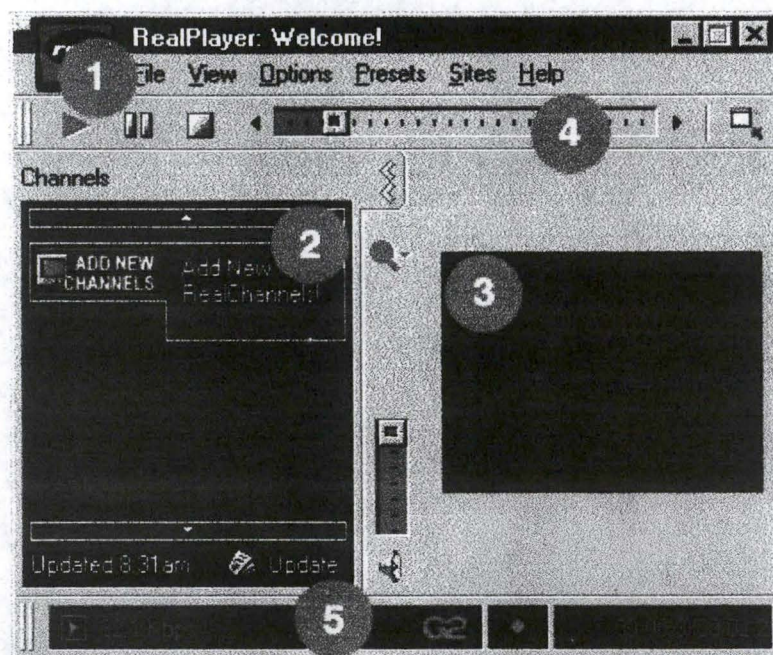 RealPlayer: Welcome!
1
File View Options Presets Sites Help
4
Channels
2
ADD NEW CHANNELS
Add New
RealChannels!
3
Updated 8:31am Update
5
G2